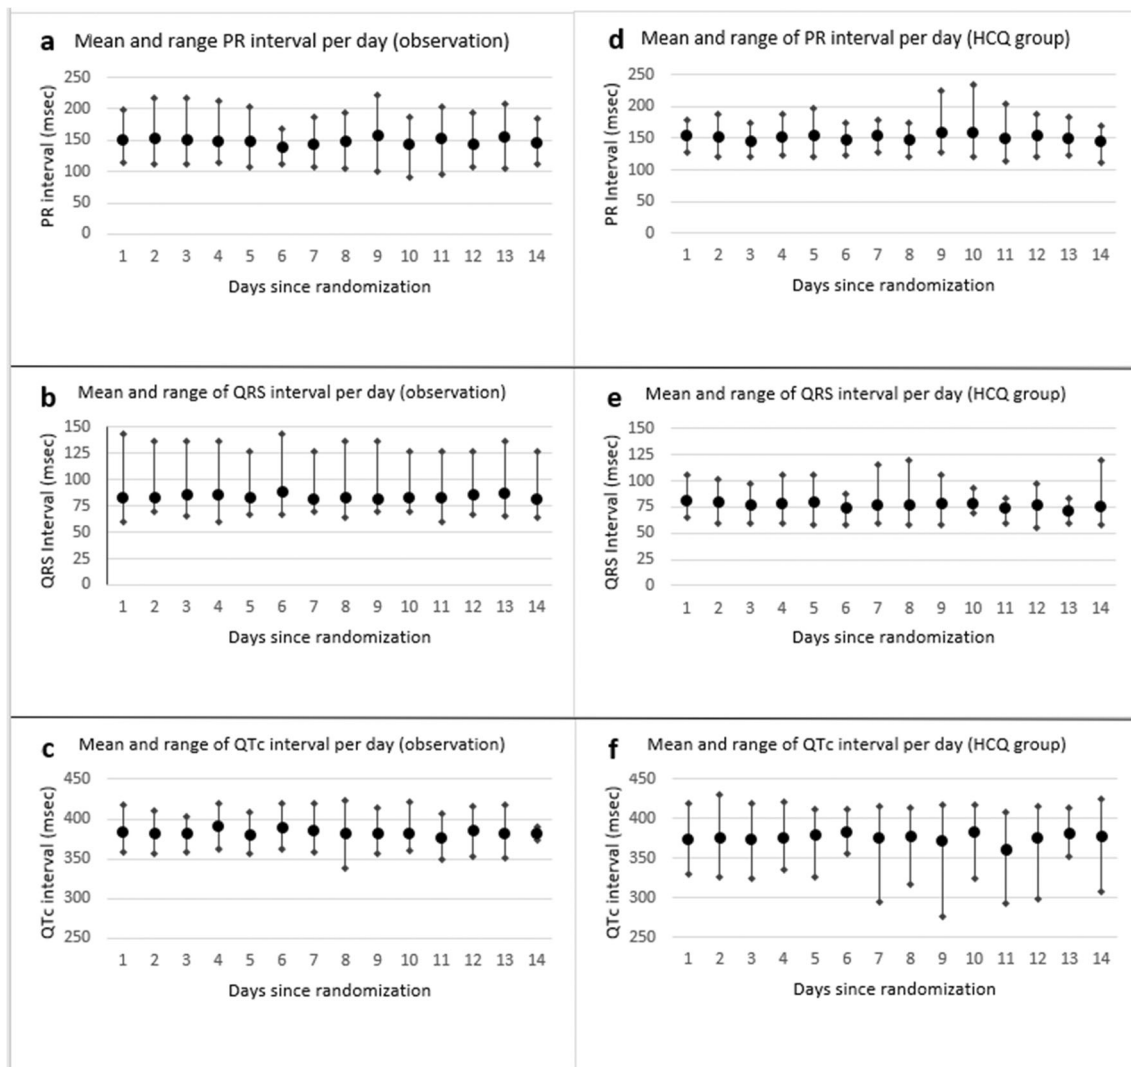 a Mean and range PR interval per day (observation)
PR interval (msec)
250
200
150
100
50
0
1 2 3 4 5 6 7 8 9 10 11 12 13 14
Days since randomization
d Mean and range of PR interval per day (HCQ group)
PR Interval (msec)
250
200
150
100
50
0
1 2 3 4 5 6 7 8 9 10 11 12 13 14
Days since randomization
b Mean and range of QRS interval per day (observation)
QRS Interval (msec)
150
125
100
75
50
25
0
1 2 3 4 5 6 7 8 9 10 11 12 13 14
Days since randomization
e Mean and range of QRS interval per day (HCQ group)
QRS Interval (msec)
150
125
100
75
50
25
0
1 2 3 4 5 6 7 8 9 10 11 12 13 14
Days since randomization
c Mean and range of QTc interval per day (observation)
QTc interval (msec)
450
400
350
300
250
1 2 3 4 5 6 7 8 9 10 11 12 13 14
Days since randomization
f Mean and range of QTc interval per day (HCQ group)
QTc interval (msec)
450
400
350
300
250
1 2 3 4 5 6 7 8 9 10 11 12 13 14
Days since randomization